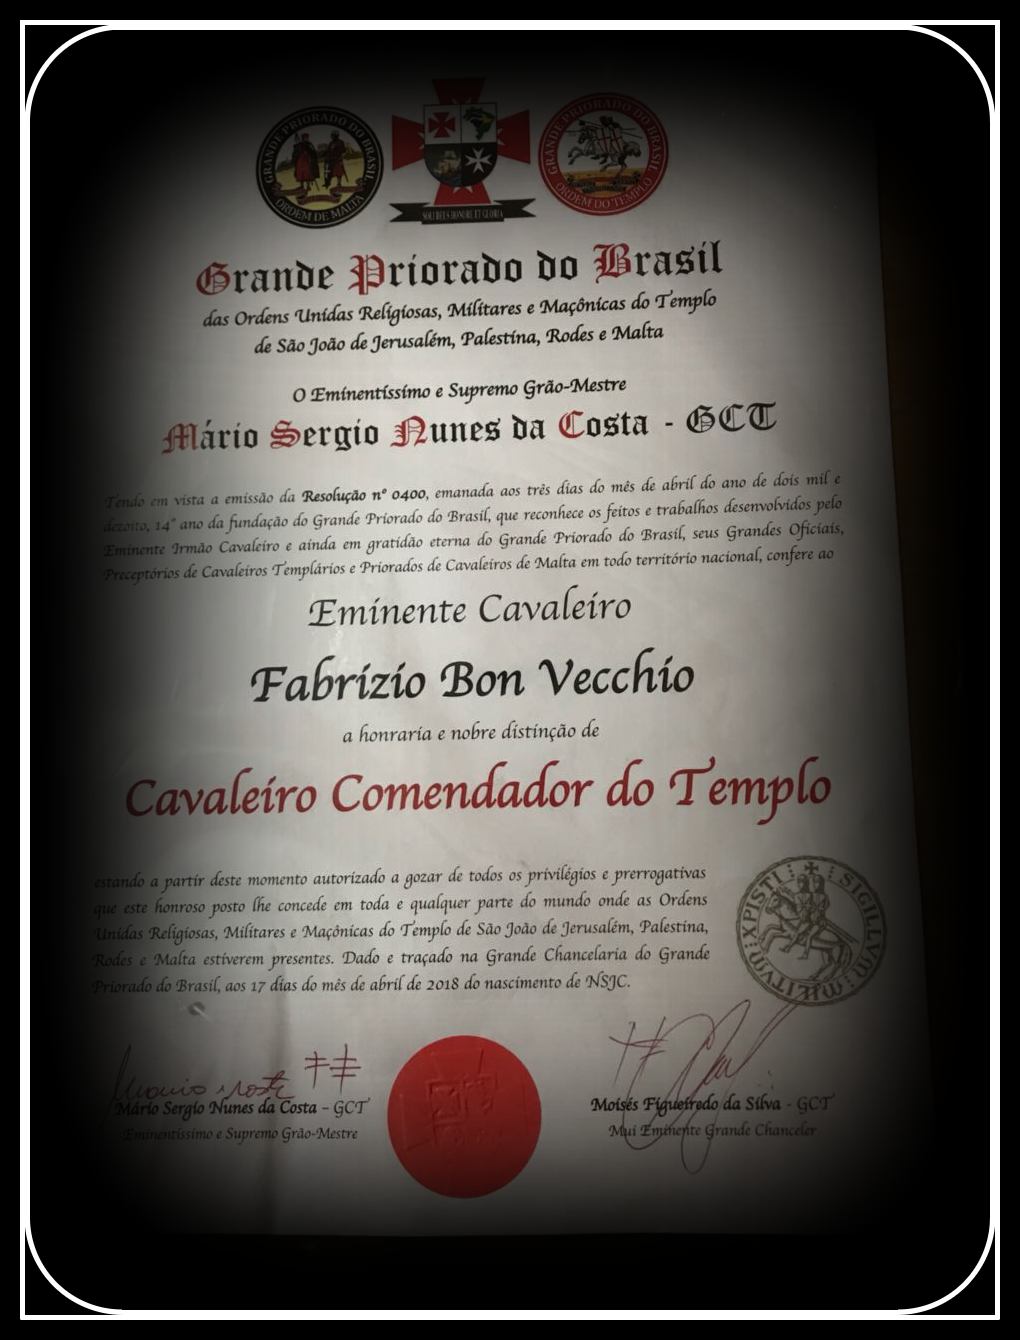 GRANDE PRIORADO DO BRASIL
ORDEM DE MALTA
SOLI DEUS HONORE ET GLORIA
GRANDE PRIORADO DO BRASIL
ORDEM DO TEMPLO
Grande Priorado do Brasil
das Ordens Unidas Religiosas, Militares e Maçônicas do Templo
de São João de Jerusalém, Palestina, Rodes e Malta
O Eminentíssimo e Supremo Grão-Mestre
Mário Sergio Nunes da Costa - GCT
Tendo em vista a emissão da Resolução nº 0400, emanada aos três dias do mês de abril do ano de dois mil e
dezoito, 14º ano da fundação do Grande Priorado do Brasil, que reconhece os feitos e trabalhos desenvolvidos pelo
Eminente Irmão Cavaleiro e ainda em gratidão eterna do Grande Priorado do Brasil, seus Grandes Oficiais,
Preceptórios de Cavaleiros Templários e Priorados de Cavaleiros de Malta em todo território nacional, confere ao
Eminente Cavaleiro
Fabrízio Bon Vecchio
a honraria e nobre distinção de
Cavaleiro Comendador do Templo
estando a partir deste momento autorizado a gozar de todos os privilégios e prerrogativas
que este honroso posto lhe concede em toda e qualquer parte do mundo onde as Ordens
Unidas Religiosas, Militares e Maçônicas do Templo de São João de Jerusalém, Palestina,
Rodes e Malta estiverem presentes. Dado e traçado na Grande Chancelaria do Grande
Priorado do Brasil, aos 17 dias do mês de abril de 2018 do nascimento de NSJC.
SIGILLVM MILITVM XPISTI
Mário Sergio Nunes da Costa - GCT
Eminentíssimo e Supremo Grão-Mestre
Moisés Figueiredo da Silva - GCT
Mui Eminente Grande Chanceler